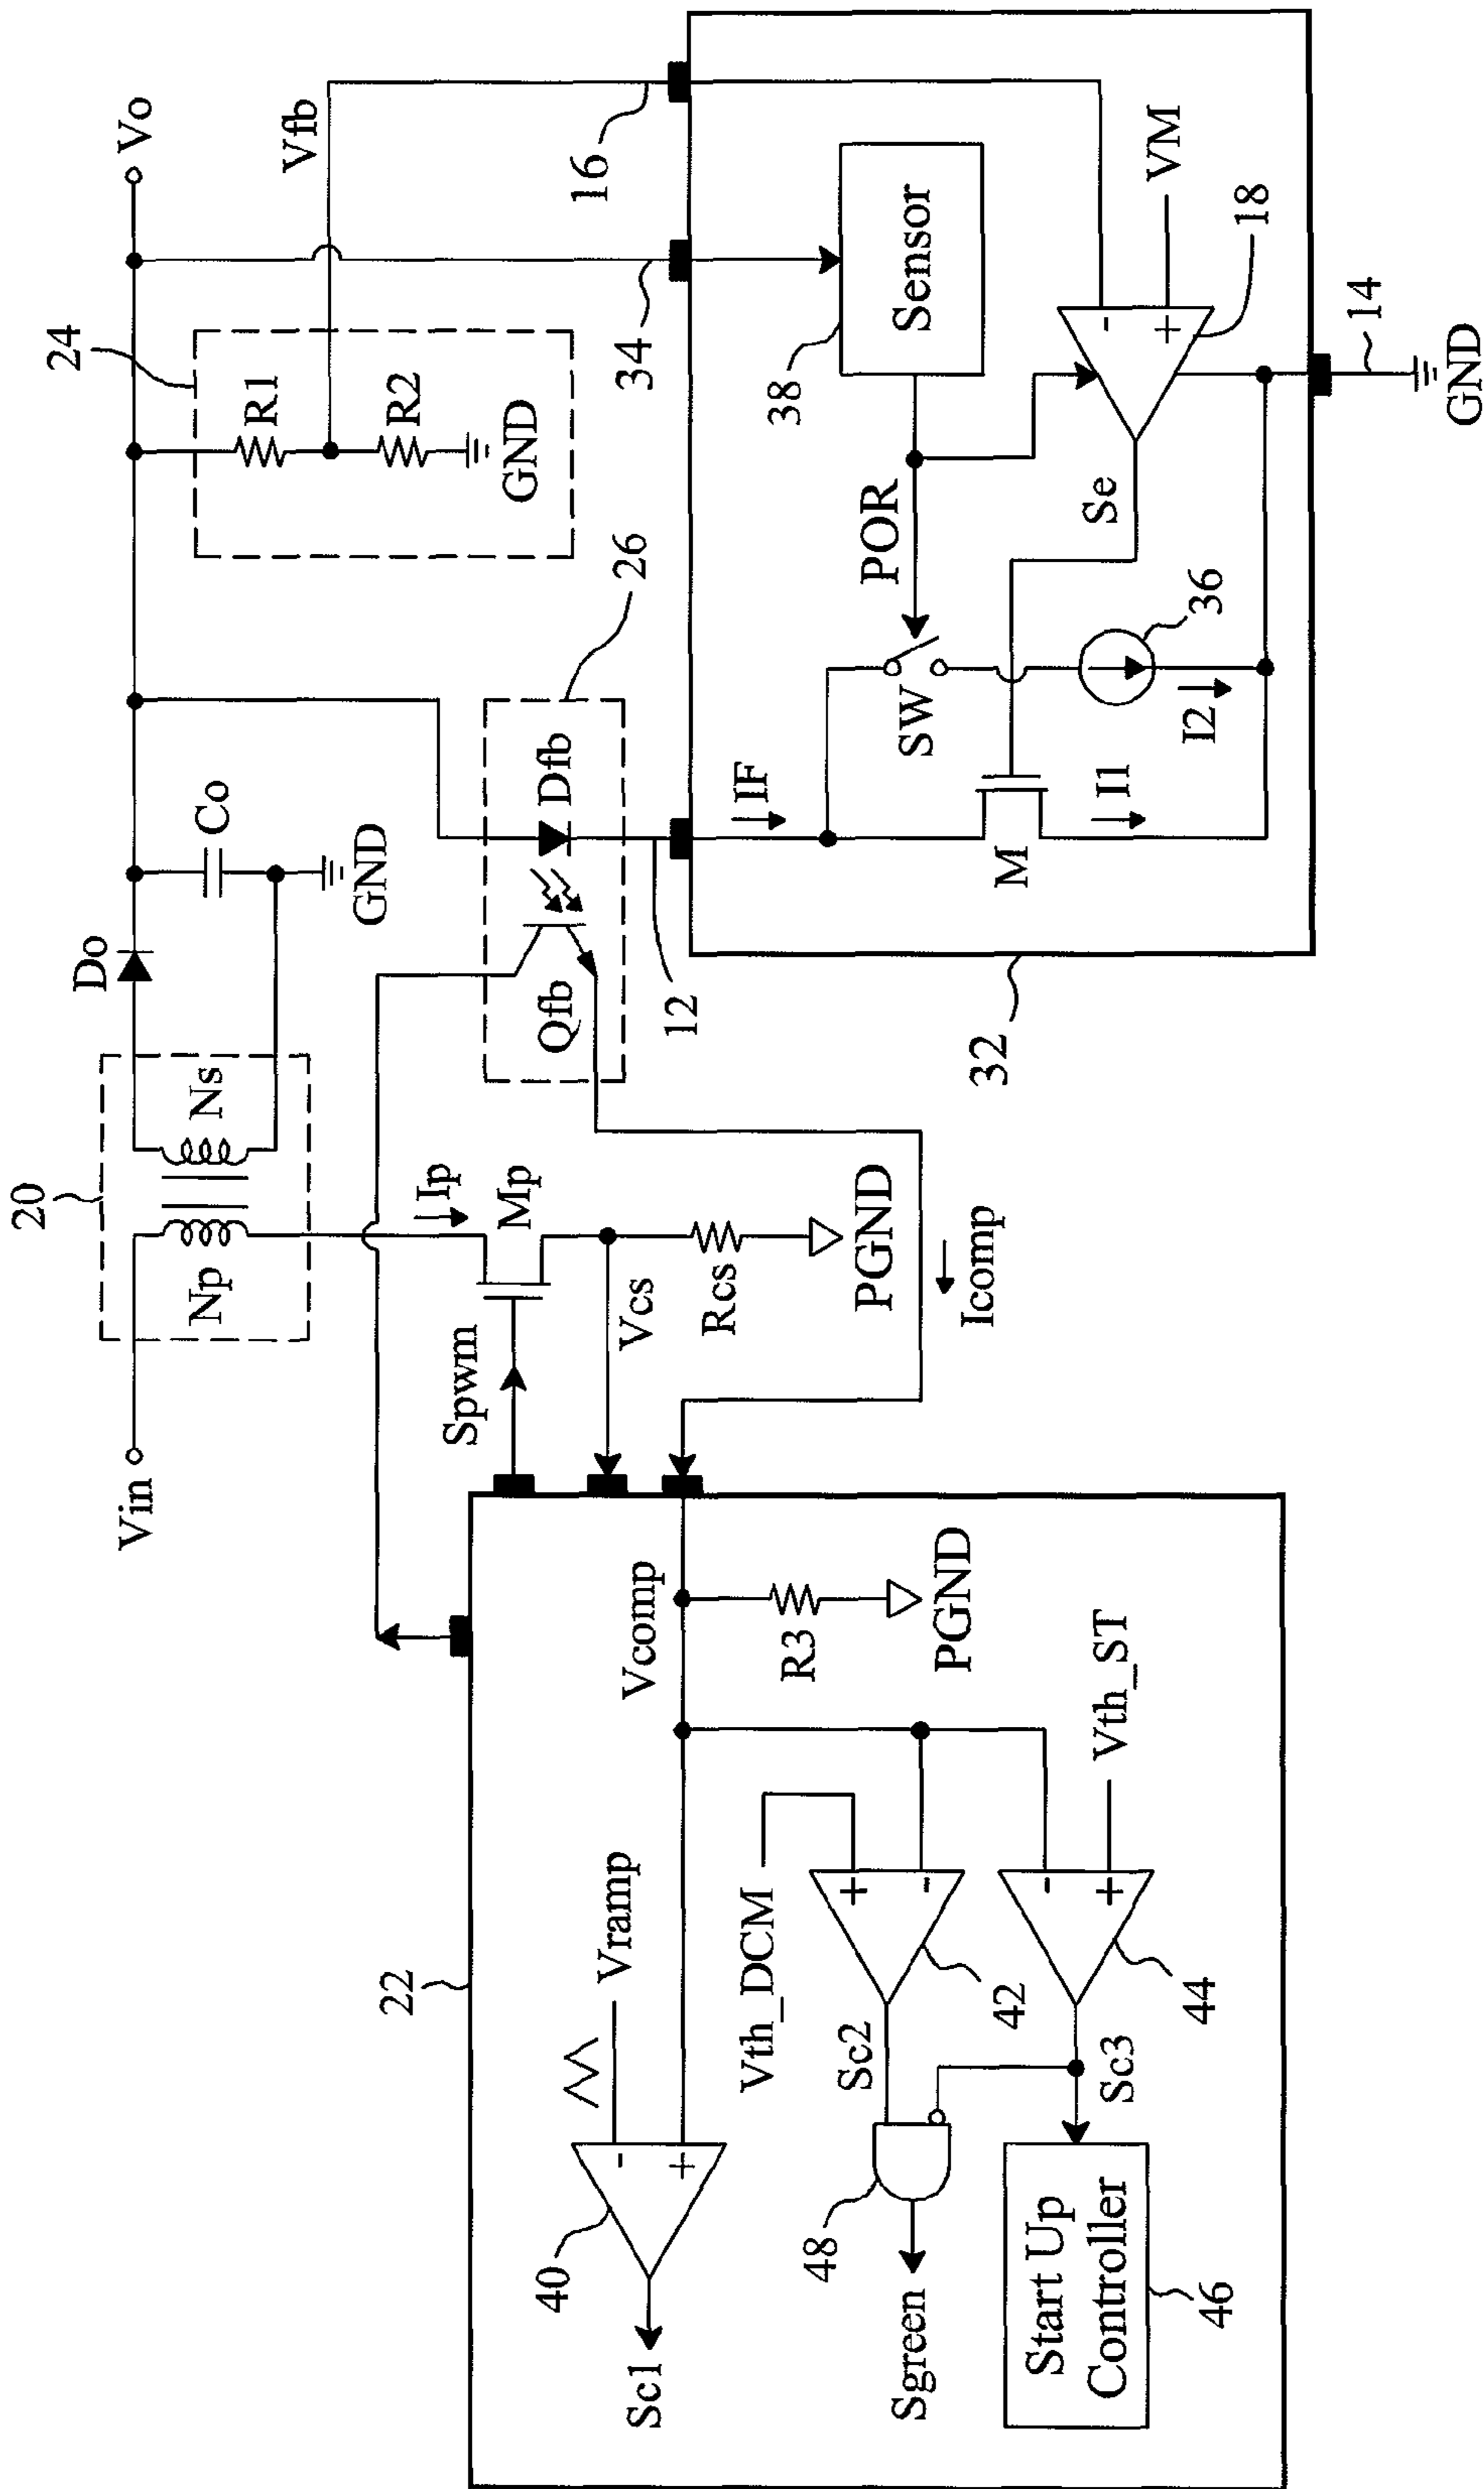 Vin
20
Np
Ns
Do
Co
GND
24
R1
R2
GND
Vo
Vfb
Ip
Mp
Spwm
Vcs
Rcs
PGND
Icomp
26
Dfb
Qfb
12
34
16
22
Vramp
40
Sc1
Vcomp
R3
PGND
Vth_DCM
42
Sc2
48
Sgreen
Vth_ST
44
Sc3
Start Up
Controller
46
32
IF
M
I1
SW
I2
36
POR
Sensor
38
Se
VM
18
14
GND
-
+
+
-
-
+
-
+